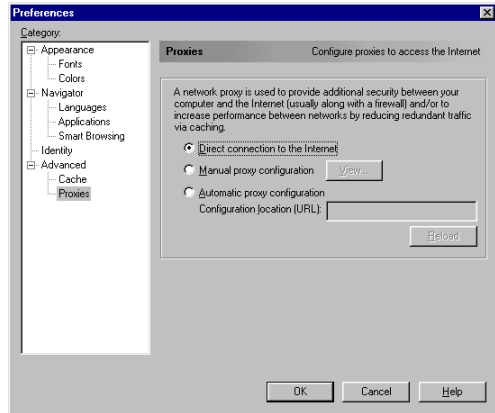 Preferences
Category:
Appearance
Fonts
Colors
Navigator
Languages
Applications
Smart Browsing
Identity
Advanced
Cache
Proxies
Proxies Configure proxies to access the Internet
A network proxy is used to provide additional security between your
computer and the Internet (usually along with a firewall) and/or to
increase performance between networks by reducing redundant traffic
via caching.
Direct connection to the Internet
Manual proxy configuration View...
Automatic proxy configuration
Configuration location (URL):
Reload
OK Cancel Help